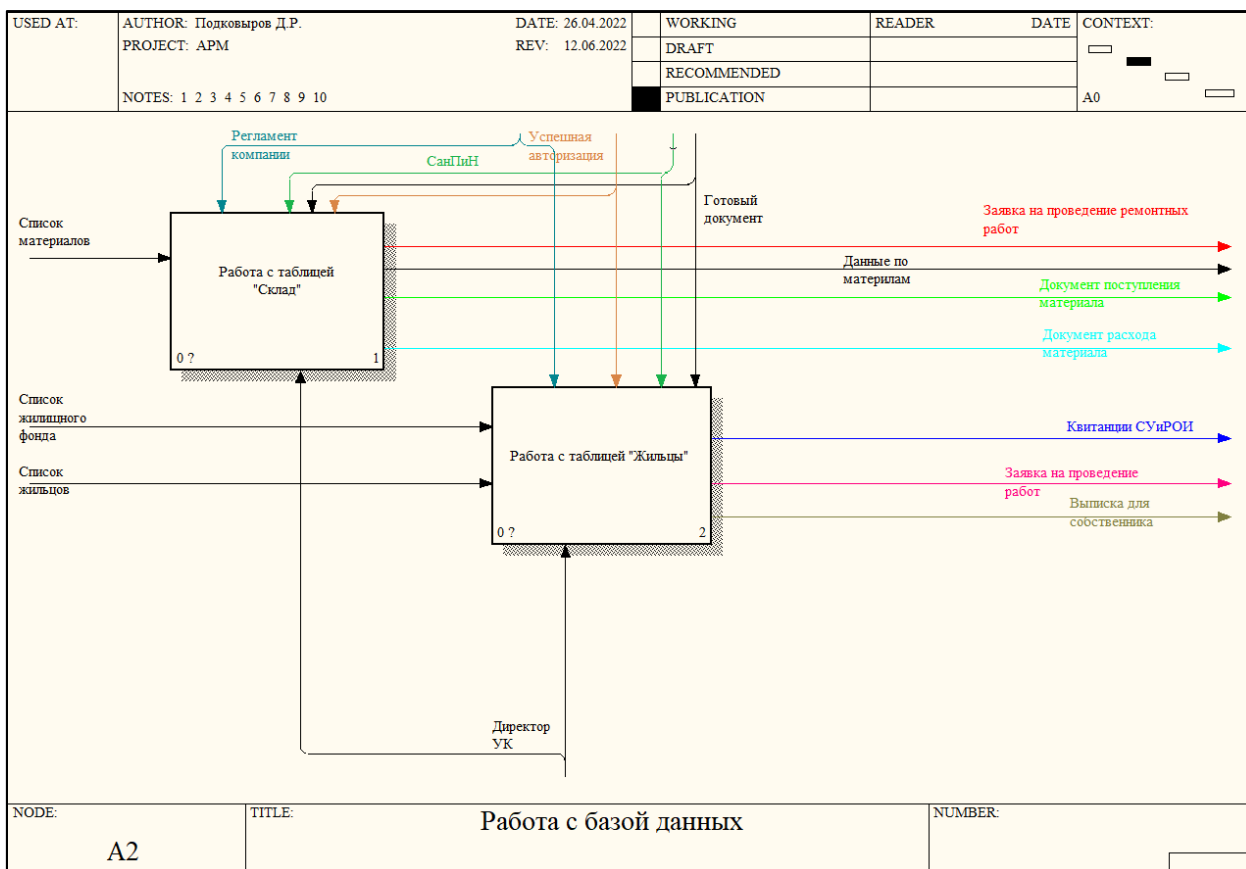 USED AT:
AUTHOR: Подковыров Д.Р.
DATE: 26.04.2022
PROJECT: АРМ
REV: 12.06.2022
NOTES: 1 2 3 4 5 6 7 8 9 10
WORKING
DRAFT
RECOMMENDED
PUBLICATION
READER
DATE
CONTEXT:
A0
Регламент
компании
Успешная
авторизация
СанПиН
Готовый
документ
Список
материалов
Работа с таблицей
"Склад"
0 ?
1
Заявка на проведение ремонтных
работ
Данные по
материлам
Документ поступления
материала
Документ расхода
материала
Список
жилищного
фонда
Список
жильцов
Работа с таблицей "Жильцы"
0 ?
2
Квитанции СУиРОИ
Заявка на проведение
работ
Выписка для
собственника
Директор
УК
NODE:
A2
TITLE:
Работа с базой данных
NUMBER: